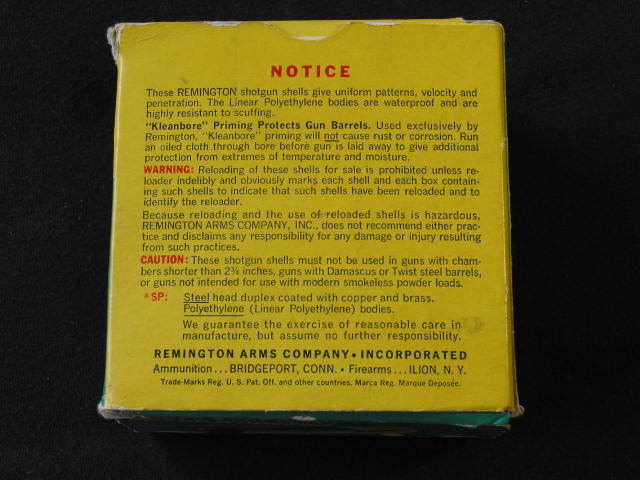 NOTICE
These REMINGTON shotgun shells give uniform patterns, velocity and
penetration. The Linear Polyethylene bodies are waterproof and are
highly resistant to scuffing.
"Kleanbore" Priming Protects Gun Barrels. Used exclusively by
Remington, "Kleanbore" priming will not cause rust or corrosion. Run
an oiled cloth through bore before gun is laid away to give additional
protection from extremes of temperature and moisture.
WARNING: Reloading of these shells for sale is prohibited unless re-
loader indelibly and obviously marks each shell and each box contain-
ing such shells to indicate that such shells have been reloaded and to
identify the reloader.
Because reloading and the use of reloaded shells is hazardous,
REMINGTON ARMS COMPANY, INC., does not recommend either prac-
tice and disclaims any responsibility for any damage or injury resulting
from such practices.
CAUTION: These shotgun shells must not be used in guns with cham-
bers shorter than 2¾ inches, guns with Damascus or Twist steel barrels,
or guns not intended for use with modern smokeless powder loads.
*SP: Steel head duplex coated with copper and brass.
Polyethylene (Linear Polyethylene) bodies.
We guarantee the exercise of reasonable care in
manufacture, but assume no further responsibility.
REMINGTON ARMS COMPANY • INCORPORATED
Ammunition...BRIDGEPORT, CONN. • Firearms...ILION, N. Y.
Trade-Marks Reg. U. S. Pat. Off. and other countries. Marca Reg. Marque Deposée.